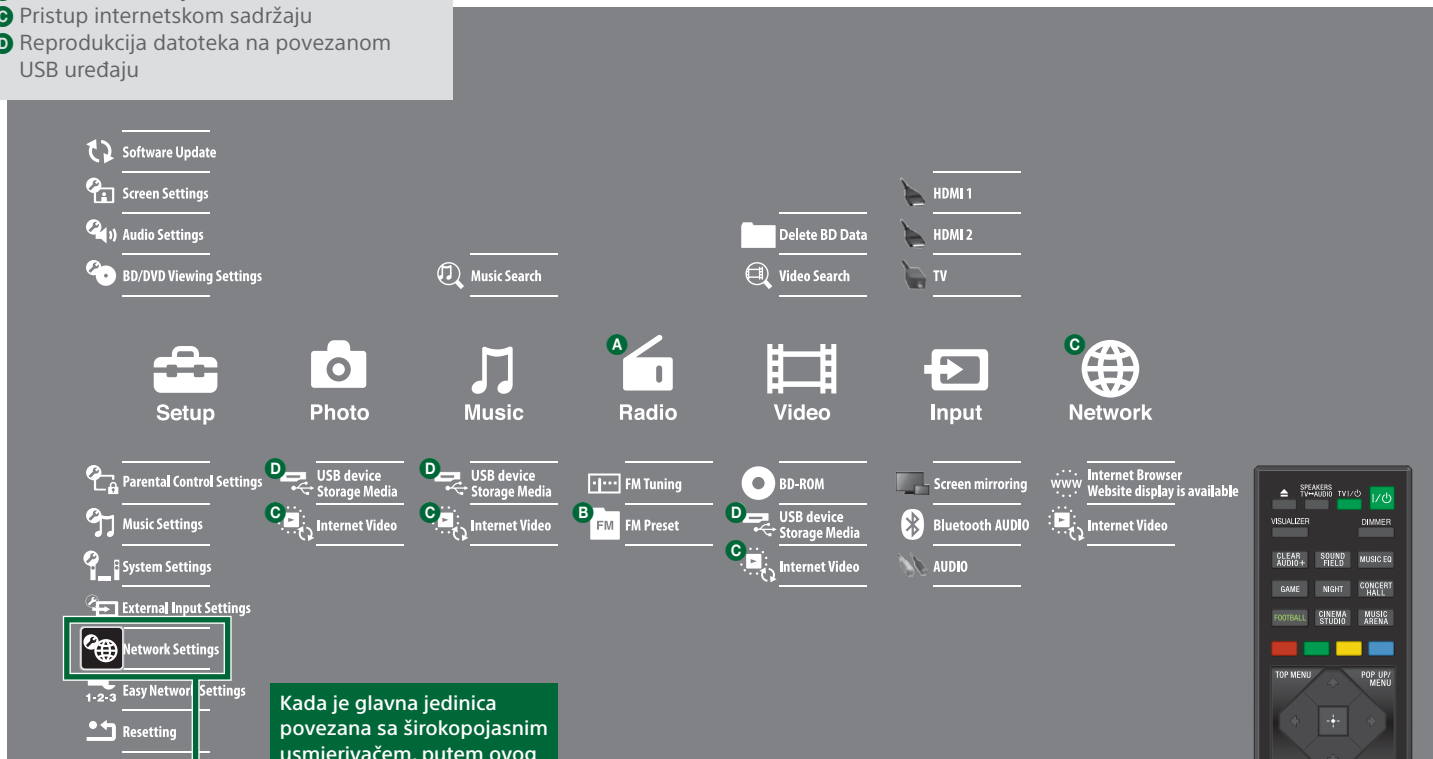 C Pristup internetskom sadržaju
D Reprodukcija datoteka na povezanom
USB uređaju
Software Update
Screen Settings
Audio Settings
BD/DVD Viewing Settings
Music Search
Delete BD Data
Video Search
HDMI 1
HDMI 2
TV
Setup
Photo
Music
A
Radio
Video
Input
C
Network
Parental Control Settings
Music Settings
System Settings
External Input Settings
Network Settings
1-2-3 Easy Network Settings
Resetting
D USB device
Storage Media
C Internet Video
D USB device
Storage Media
C Internet Video
FM Tuning
B FM FM Preset
BD-ROM
D USB device
Storage Media
C Internet Video
Screen mirroring
Bluetooth AUDIO
AUDIO
www Internet Browser
Website display is available
Internet Video
Kada je glavna jedinica
povezana sa širokopojasnim
usmjerivačem, putem ovog
SPEAKERS
TV↔AUDIO TV I/⏻ I/⏻
VISUALIZER DIMMER
CLEAR AUDIO+ SOUND FIELD MUSIC EQ
GAME NIGHT CONCERT HALL
FOOTBALL CINEMA STUDIO MUSIC ARENA
TOP MENU POP UP/ MENU